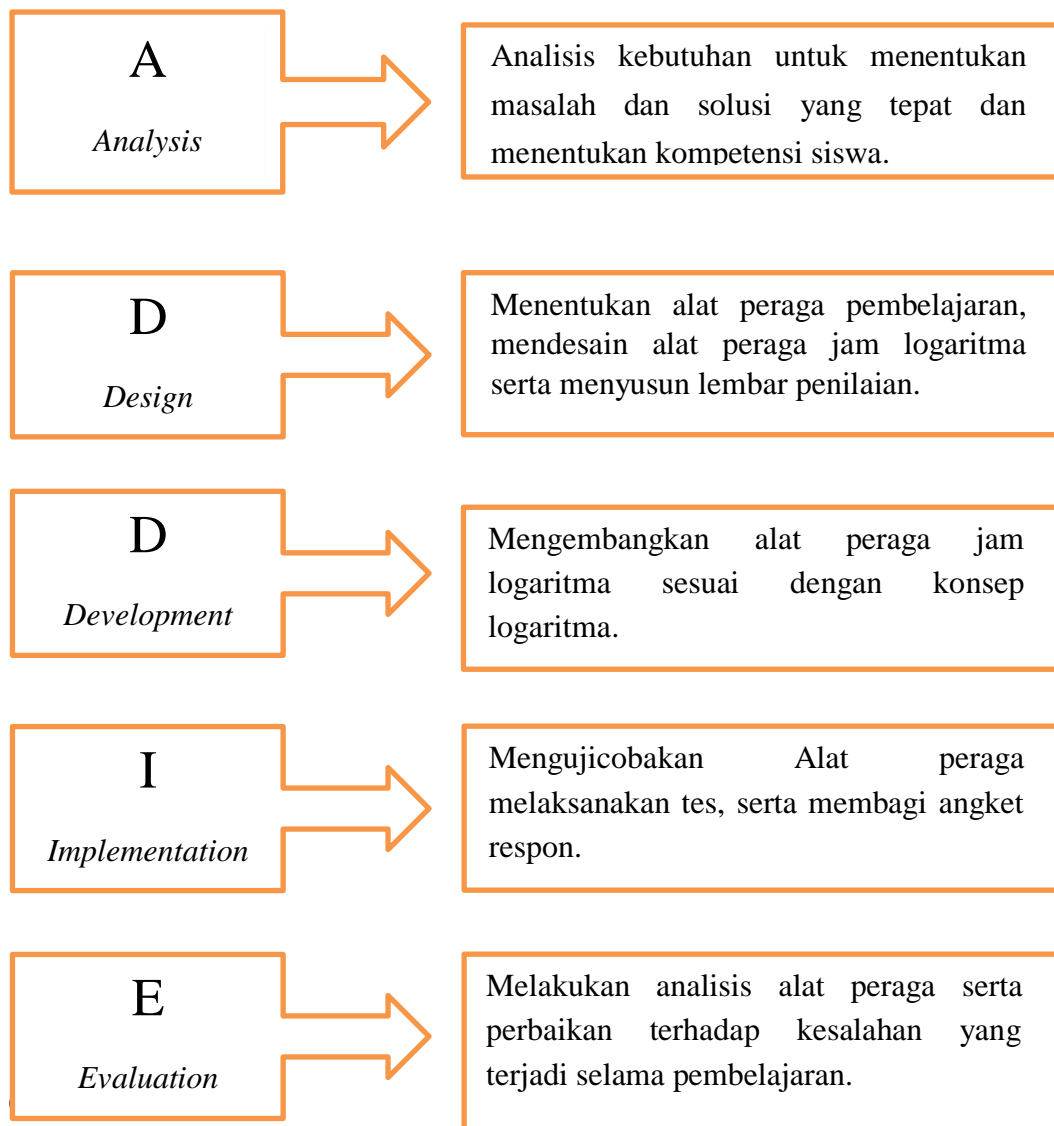 A
Analysis
Analisis kebutuhan untuk menentukan
masalah dan solusi yang tepat dan
menentukan kompetensi siswa.
D
Design
Menentukan alat peraga pembelajaran,
mendesain alat peraga jam logaritma
serta menyusun lembar penilaian.
D
Development
Mengembangkan alat peraga jam
logaritma sesuai dengan konsep
logaritma.
I
Implementation
Mengujicobakan Alat peraga
melaksanakan tes, serta membagi angket
respon.
E
Evaluation
Melakukan analisis alat peraga serta
perbaikan terhadap kesalahan yang
terjadi selama pembelajaran.